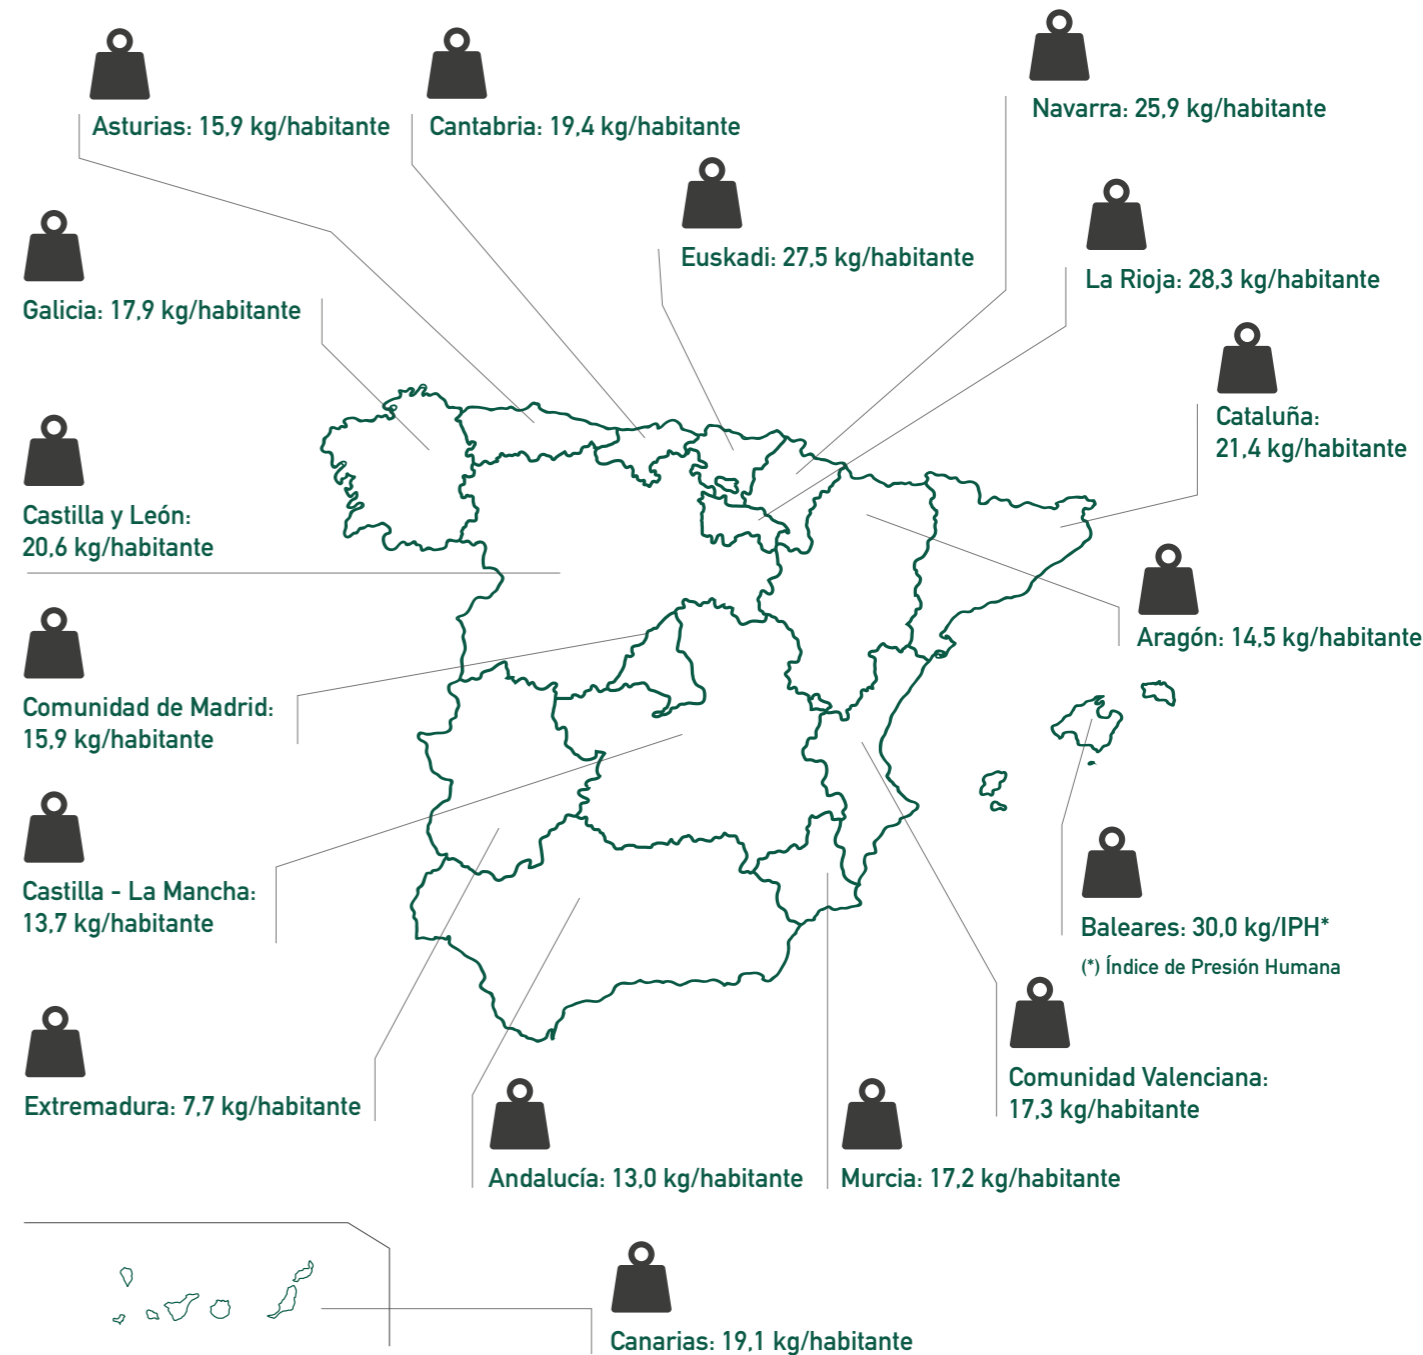 Asturias: 15,9 kg/habitante
Cantabria: 19,4 kg/habitante
Navarra: 25,9 kg/habitante
Euskadi: 27,5 kg/habitante
La Rioja: 28,3 kg/habitante
Galicia: 17,9 kg/habitante
Cataluña:
21,4 kg/habitante
Castilla y León:
20,6 kg/habitante
Aragón: 14,5 kg/habitante
Comunidad de Madrid:
15,9 kg/habitante
Castilla - La Mancha:
13,7 kg/habitante
Baleares: 30,0 kg/IPH*
(*) Índice de Presión Humana
Extremadura: 7,7 kg/habitante
Comunidad Valenciana:
17,3 kg/habitante
Andalucía: 13,0 kg/habitante
Murcia: 17,2 kg/habitante
Canarias: 19,1 kg/habitante